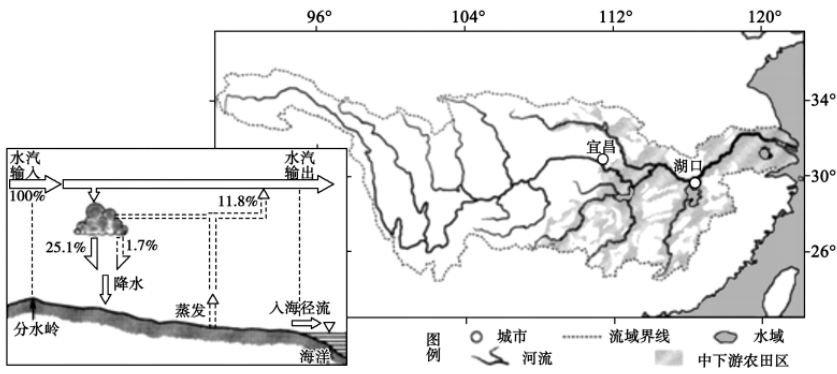 96° 104° 112° 120°
34°
30°
26°
宜昌
湖口
水汽输入
水汽输出
100%
11.8%
25.1%
1.7%
降水
蒸发
入海径流
分水岭
海洋
图例
城市
流域界线
水域
河流
中下游农田区